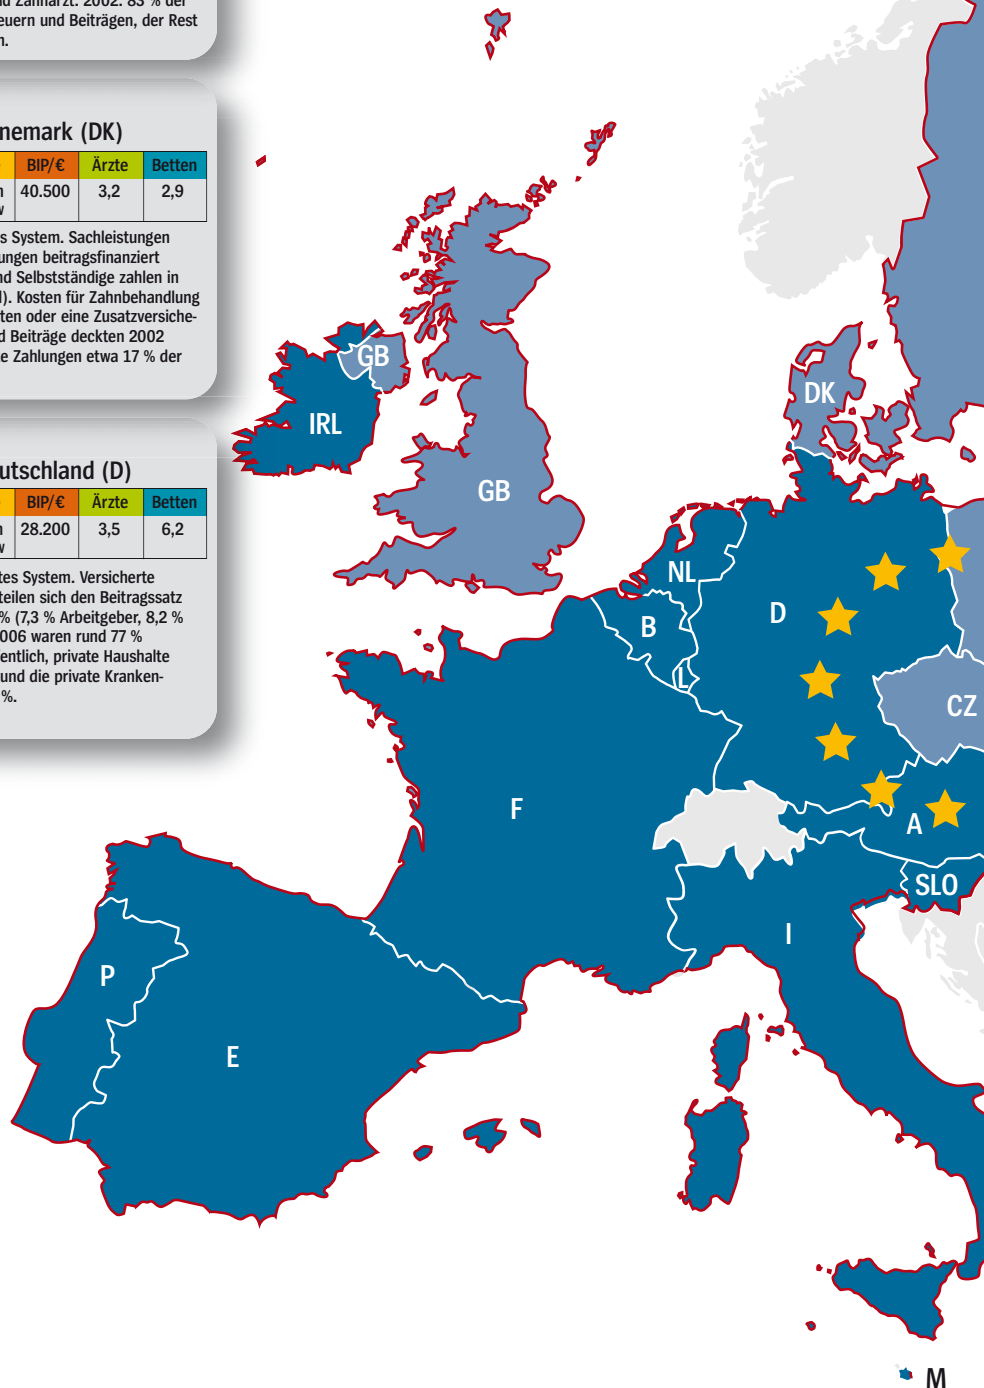 euern und Beiträgen, der Rest
n.
nemark (DK)
BIP/€ Ärzte Betten
n 40.500 3,2 2,9
w
s System. Sachleistungen
ungen beitragsfinanziert
nd Selbstständige zahlen in
l). Kosten für Zahnbehandlung
ten oder eine Zusatzversiche-
d Beiträge deckten 2002
te Zahlungen etwa 17 % der
utschland (D)
BIP/€ Ärzte Betten
n 28.200 3,5 6,2
w
tes System. Versicherte
teilen sich den Beitragssatz
% (7,3 % Arbeitgeber, 8,2 %
2006 waren rund 77 %
fentlich, private Haushalte
und die private Kranken-
%.
GB
IRL
DK
GB
NL
D
B
L
CZ
F
A
SLO
I
P
E
M